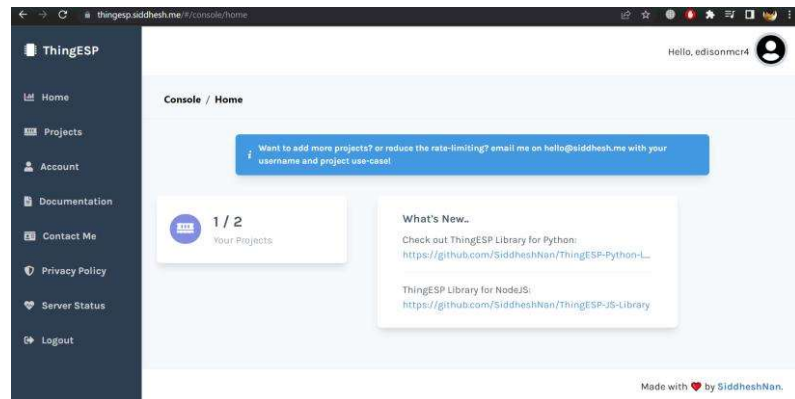 thingesp.siddhesh.me/#/console/home
ThingESP
Hello, edisonmcr4
Home
Projects
Account
Documentation
Contact Me
Privacy Policy
Server Status
Logout
Console / Home
i Want to add more projects? or reduce the rate-limiting? email me on hello@siddhesh.me with your
username and project use-case!
1 / 2
Your Projects
What's New..
Check out ThingESP Library for Python:
https://github.com/SiddheshNan/ThingESP-Python-L...
ThingESP Library for NodeJS:
https://github.com/SiddheshNan/ThingESP-JS-Library
Made with ❤ by SiddheshNan.